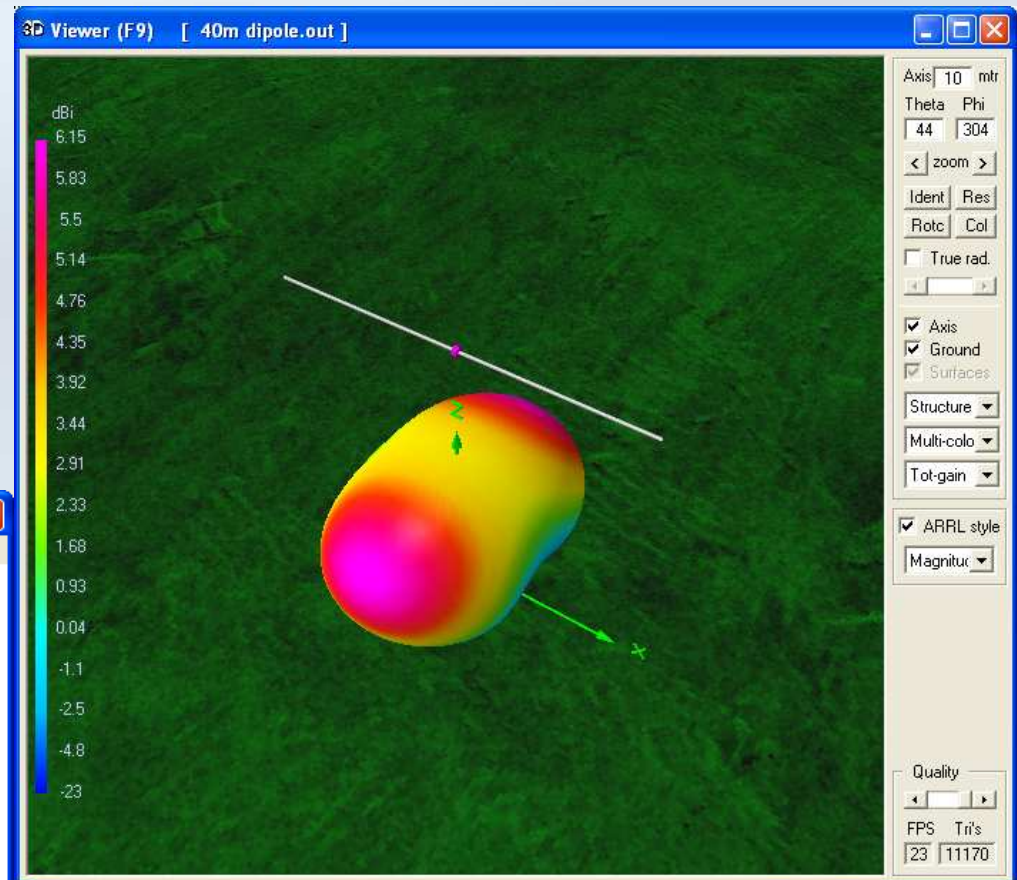 3D Viewer (F9) [ 40m dipole.out ]
dBi
6.15
5.83
5.5
5.14
4.76
4.35
3.92
3.44
2.91
2.33
1.68
0.93
0.04
-1.1
-2.5
-4.8
-23
Z
X
Axis 10 mtr
Theta Phi
44 304
< zoom >
Ident Res
Rotc Col
True rad.
Axis
Ground
Surfaces
Structure
Multi-colo
Tot-gain
ARRL style
Magnituc
Quality
FPS Tri's
23 11170